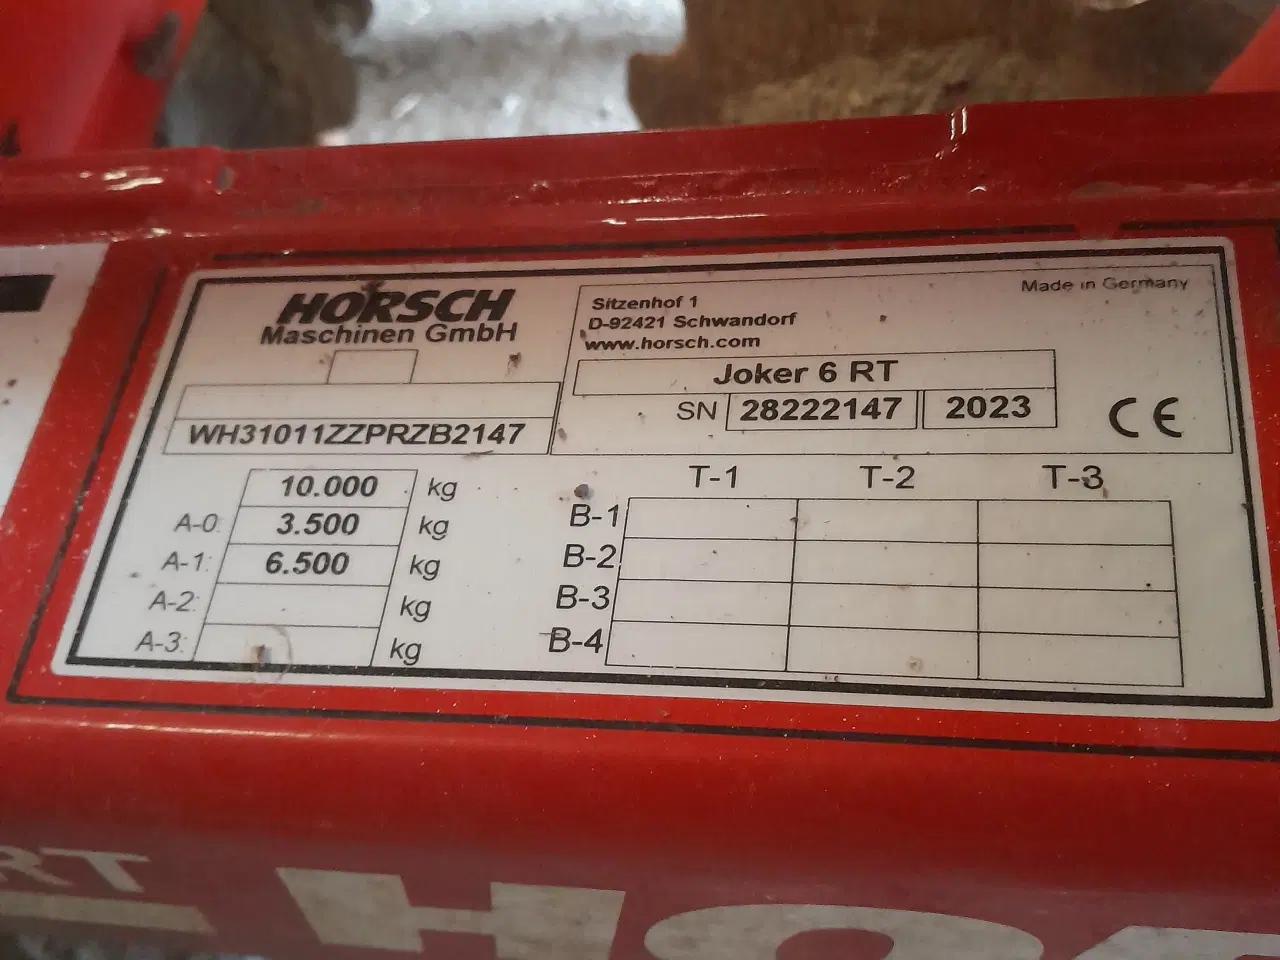 HORSCH
Maschinen GmbH
Sitzenhof 1
D-92421 Schwandorf
www.horsch.com
Made in Germany
Joker 6 RT
SN 28222147 2023
CE
WH31011ZZPRZB2147
10.000 kg
A-0: 3.500 kg
A-1: 6.500 kg
A-2: kg
A-3: kg
T-1 T-2 T-3
B-1
B-2
B-3
B-4
RT
HO